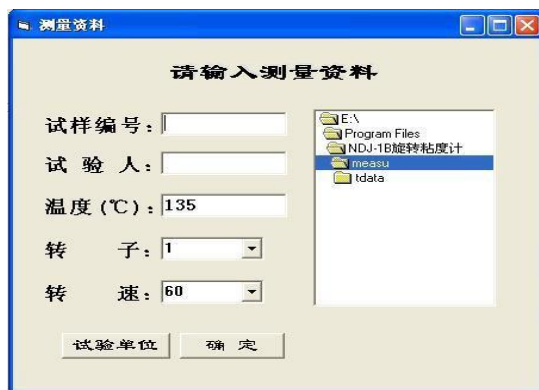 测量资料
请输入测量资料
试样编号:
试 验 人:
温度(℃): 135
转 子: 1
转 速: 60
E:\
Program Files
NDJ-1B旋转粘度计
measu
tdata
试验单位 确 定